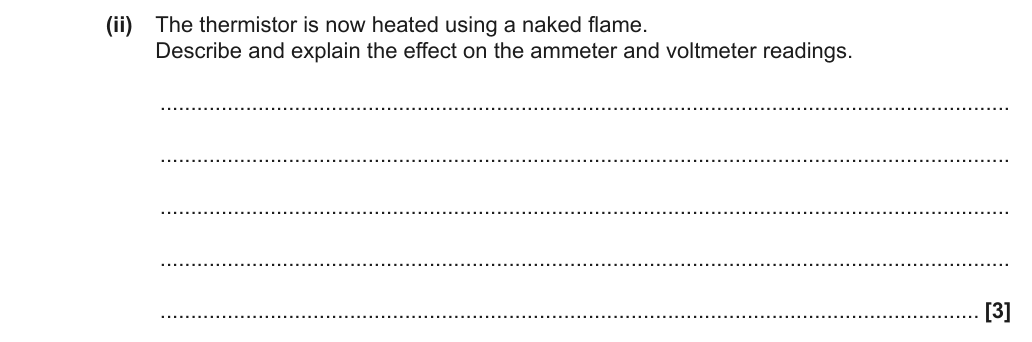 (ii) The thermistor is now heated using a naked flame.
Describe and explain the effect on the ammeter and voltmeter readings.
[3]